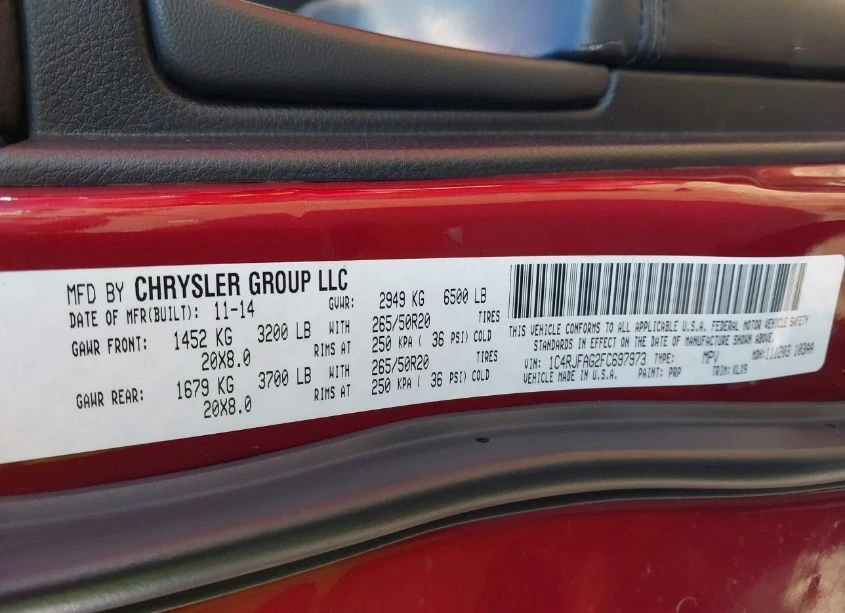 MFD BY CHRYSLER GROUP LLC
DATE OF MFR(BUILT): 11-14 GVWR: 2949 KG 6500 LB
GAWR FRONT: 1452 KG 3200 LB WITH 265/50R20 TIRES
20X8.0 RIMS AT 250 KPA ( 36 PSI) COLD
GAWR REAR: 1679 KG 3700 LB WITH 265/50R20 TIRES
20X8.0 RIMS AT 250 KPA ( 36 PSI) COLD
THIS VEHICLE CONFORMS TO ALL APPLICABLE U.S.A. FEDERAL MOTOR VEHICLE SAFETY
STANDARDS IN EFFECT ON THE DATE OF MANUFACTURE SHOWN ABOVE.
VIN: 1C4RJFAG2FC697973 TYPE: MPV MDH:111203 103AA
VEHICLE MADE IN U.S.A. PAINT: PRP TRIM: